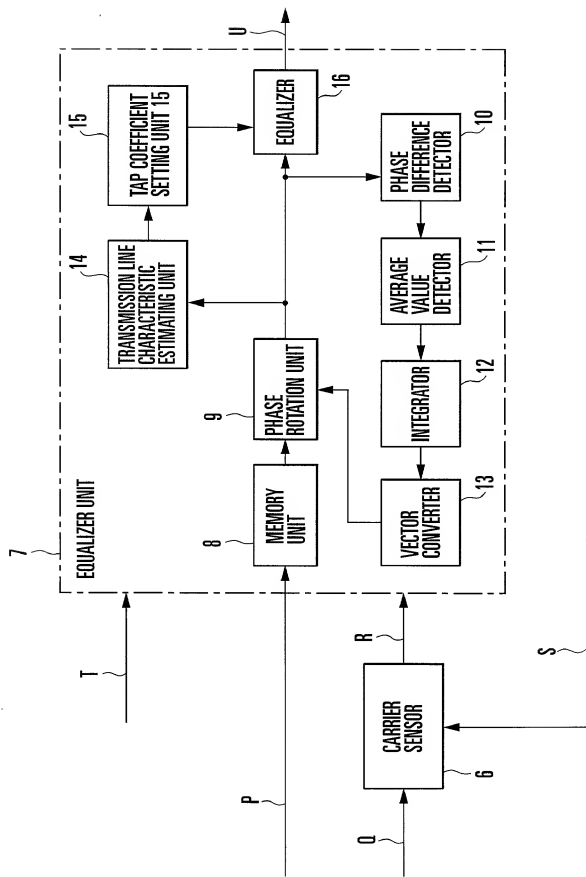 7
EQUALIZER UNIT
T
15
TAP COEFFICIENT
SETTING UNIT 15
14
TRANSMISSION LINE
CHARACTERISTIC
ESTIMATING UNIT
U
EQUALIZER
16
P
8
MEMORY
UNIT
9
PHASE
ROTATION UNIT
PHASE
DIFFERENCE
DETECTOR
10
AVERAGE
VALUE
DETECTOR
11
INTEGRATOR
12
VECTOR
CONVERTER
13
Q
CARRIER
SENSOR
6
R
S